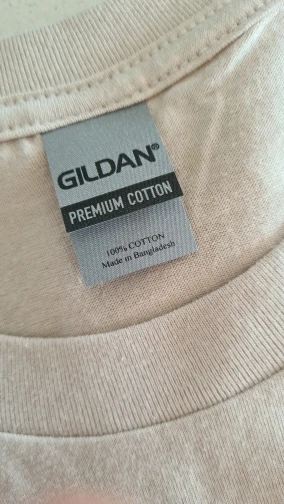 GILDAN®
PREMIUM COTTON
100% COTTON
Made in Bangladesh